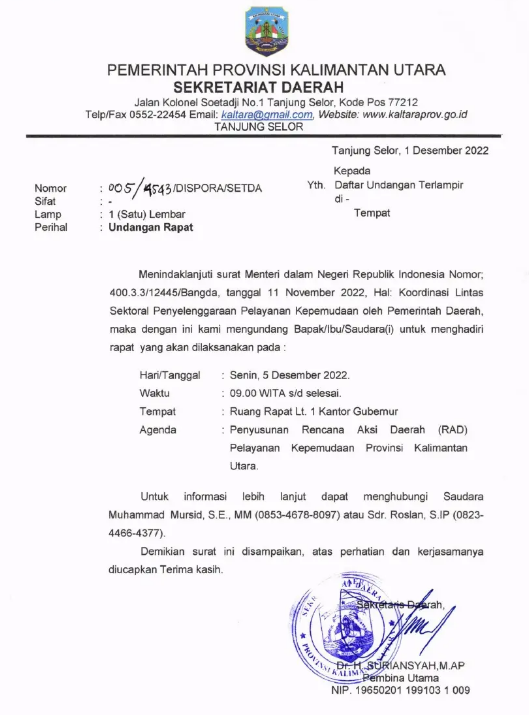 PEMERINTAH PROVINSI KALIMANTAN UTARA
SEKRETARIAT DAERAH
Jalan Kolonel Soetadji No.1 Tanjung Selor, Kode Pos 77212
Telp/Fax 0552-22454 Email: kaltara@gmail.com, Website: www.kaltaraprov.go.id
TANJUNG SELOR
Tanjung Selor, 1 Desember 2022
Kepada
Yth. Daftar Undangan Terlampir
di -
Tempat
Nomor : 005/4543/DISPORA/SETDA
Sifat : -
Lamp : 1 (Satu) Lembar
Perihal : Undangan Rapat
Menindaklanjuti surat Menteri dalam Negeri Republik Indonesia Nomor;
400.3.3/12445/Bangda, tanggal 11 November 2022, Hal: Koordinasi Lintas
Sektoral Penyelenggaraan Pelayanan Kepemudaan oleh Pemerintah Daerah,
maka dengan ini kami mengundang Bapak/Ibu/Saudara(i) untuk menghadiri
rapat yang akan dilaksanakan pada :
Hari/Tanggal : Senin, 5 Desember 2022.
Waktu : 09.00 WITA s/d selesai.
Tempat : Ruang Rapat Lt. 1 Kantor Gubernur
Agenda : Penyusunan Rencana Aksi Daerah (RAD)
Pelayanan Kepemudaan Provinsi Kalimantan
Utara.
Untuk informasi lebih lanjut dapat menghubungi Saudara
Muhammad Mursid, S.E., MM (0853-4678-8097) atau Sdr. Roslan, S.IP (0823-
4466-4377).
Demikian surat ini disampaikan, atas perhatian dan kerjasamanya
diucapkan Terima kasih.
Sekretaris Daerah,
Dr. H. SURIANSYAH,M.AP
Pembina Utama
NIP. 19650201 199103 1 009